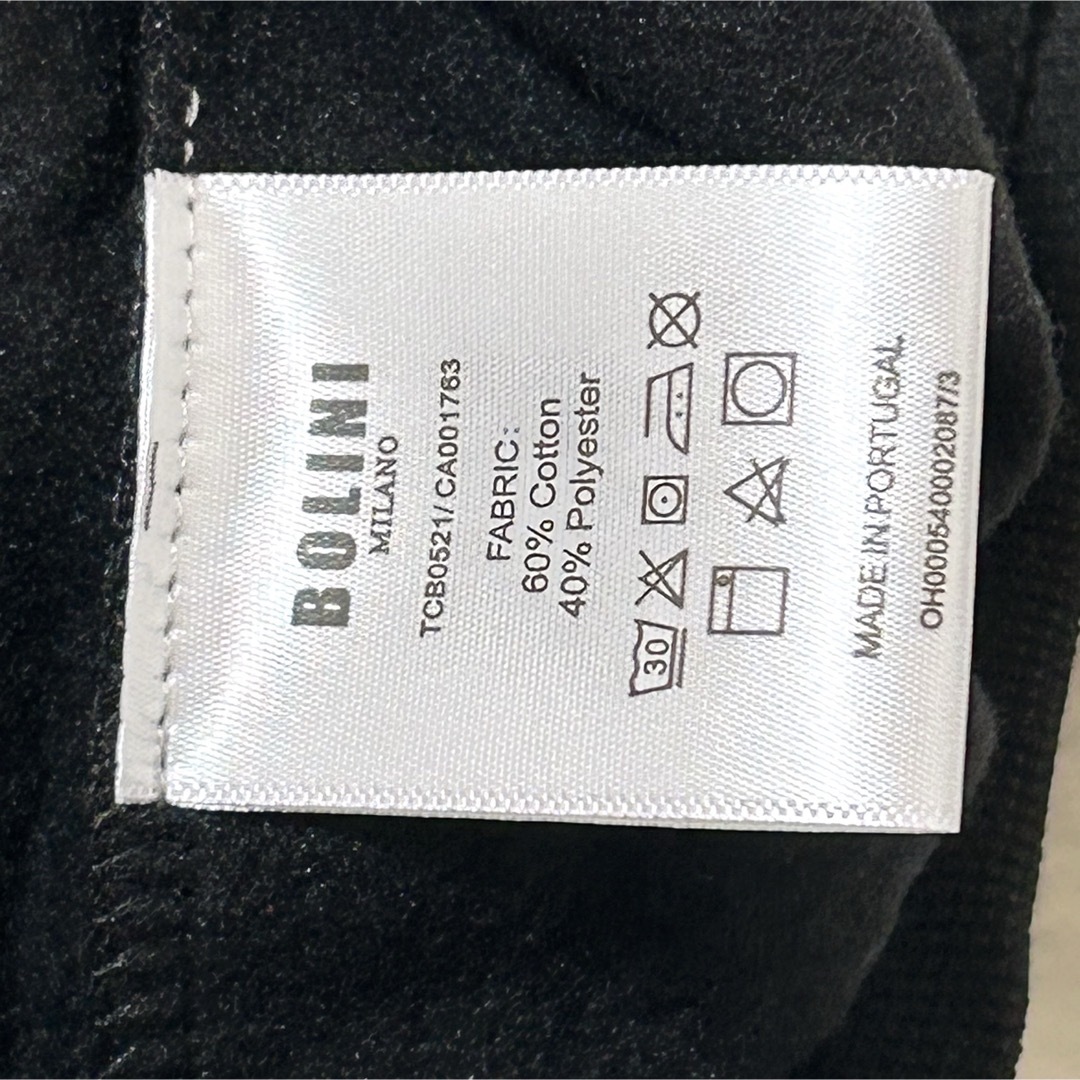 BOLINI
MILANO
TCB0521/ CA001763
FABRIC:
60% Cotton
40% Polyester
30
MADE IN PORTUGAL
OH000540002087/3